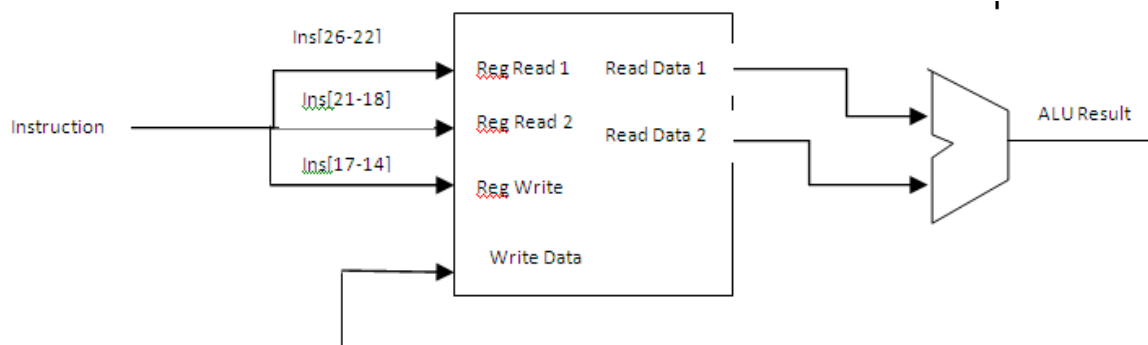 Ins[26-22]
Reg Read 1 Read Data 1
Ins[21-18]
Instruction
Reg Read 2 Read Data 2
ALU Result
Ins[17-14]
Reg Write
Write Data